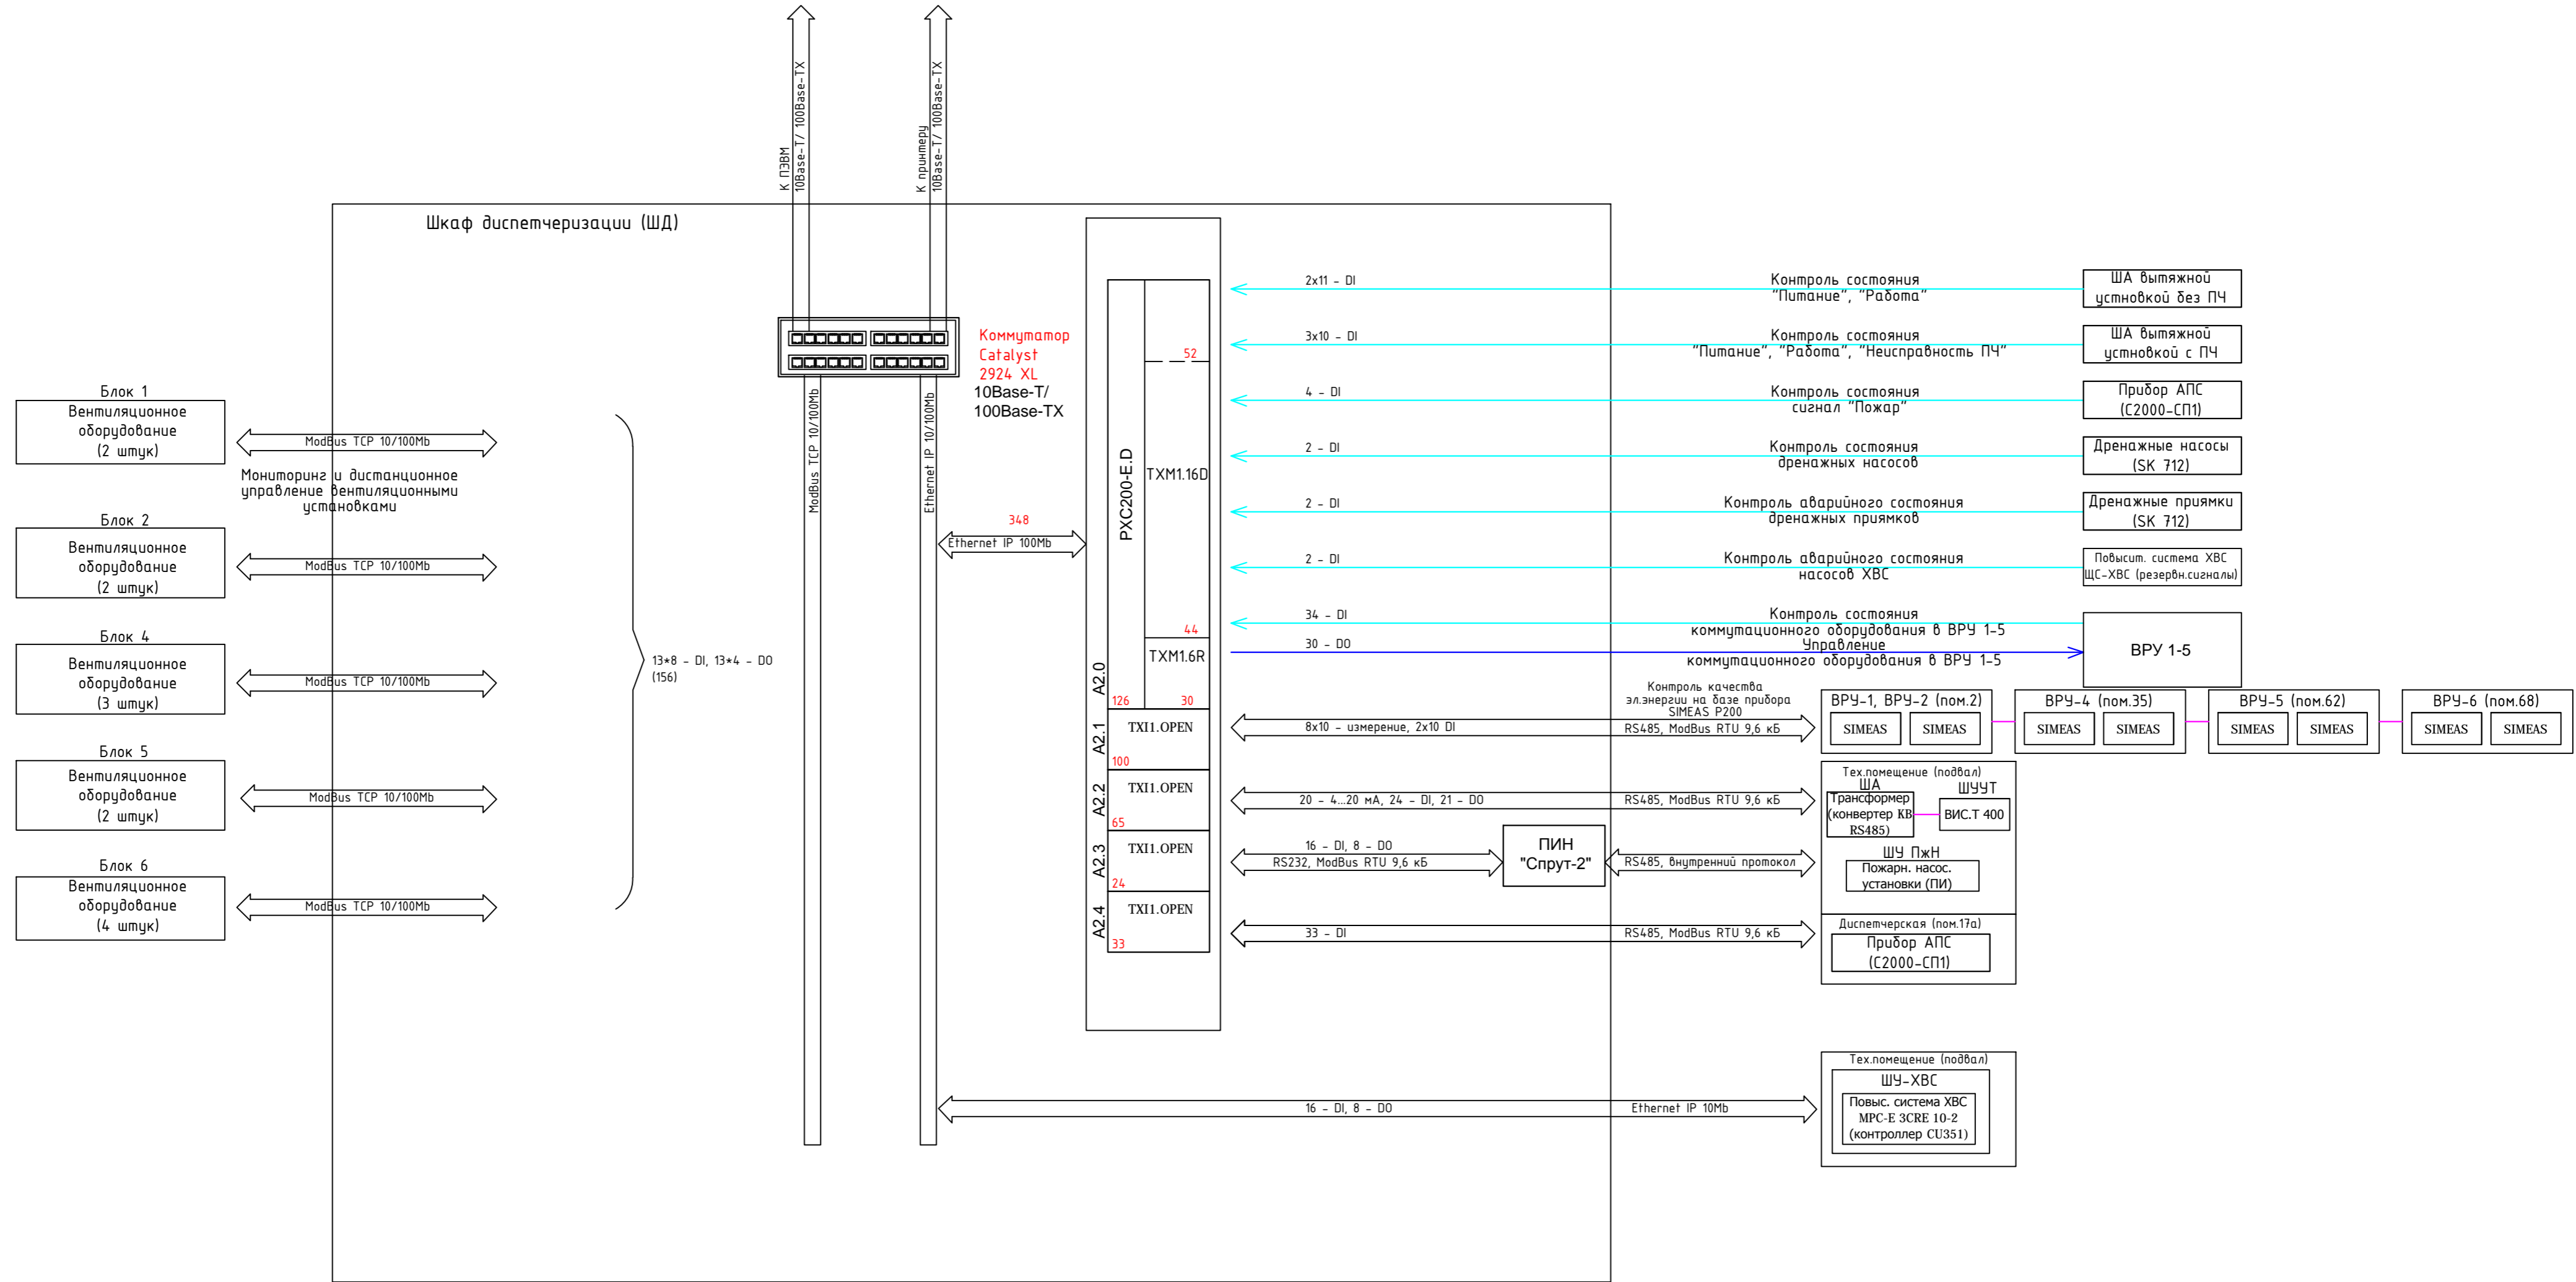 К ПЭВМ
10Base-T/ 100Base-TX
К принтеру
10Base-T/ 100Base-TX
Шкаф диспетчеризации (ШД)
Коммутатор
Catalyst
2924 XL
10Base-T/
100Base-TX
Блок 1
Вентиляционное
оборудование
(2 штук)
ModBus TCP 10/100Mb
Мониторинг и дистанционное
управление вентиляционными
установками
Блок 2
Вентиляционное
оборудование
(2 штук)
ModBus TCP 10/100Mb
Блок 4
Вентиляционное
оборудование
(3 штук)
ModBus TCP 10/100Mb
Блок 5
Вентиляционное
оборудование
(2 штук)
ModBus TCP 10/100Mb
Блок 6
Вентиляционное
оборудование
(4 штук)
ModBus TCP 10/100Mb
13*8 - DI, 13*4 - DO
(156)
ModBus TCP 10/100Mb
Ethernet IP 10/100Mb
348
Ethernet IP 100Mb
PXC200-E.D
52
TXM1.16D
44
TXM1.6R
A2.0
126
30
A2.1
TXI1.OPEN
100
A2.2
TXI1.OPEN
65
A2.3
TXI1.OPEN
24
A2.4
TXI1.OPEN
33
2x11 - DI
Контроль состояния
"Питание", "Работа"
ША вытяжной
устновкой без ПЧ
3x10 - DI
Контроль состояния
"Питание", "Работа", "Неисправность ПЧ"
ША вытяжной
устновкой с ПЧ
4 - DI
Контроль состояния
сигнал "Пожар"
Прибор АПС
(С2000-СП1)
2 - DI
Контроль состояния
дренажных насосов
Дренажные насосы
(SK 712)
2 - DI
Контроль аварийного состояния
дренажных приямков
Дренажные приямки
(SK 712)
2 - DI
Контроль аварийного состояния
насосов ХВС
Повысит. система ХВС
ЩС-ХВС (резервн.сигналы)
34 - DI
Контроль состояния
коммутационного оборудования в ВРУ 1-5
30 - DO
Управление
коммутационного оборудования в ВРУ 1-5
ВРУ 1-5
Контроль качества
эл.энергии на базе прибора
SIMEAS P200
8x10 - измерение, 2x10 DI
RS485, ModBus RTU 9,6 кБ
ВРУ-1, ВРУ-2 (пом.2)
SIMEAS
SIMEAS
ВРУ-4 (пом.35)
SIMEAS
SIMEAS
ВРУ-5 (пом.62)
SIMEAS
SIMEAS
ВРУ-6 (пом.68)
SIMEAS
SIMEAS
20 - 4...20 мА, 24 - DI, 21 - DO
RS485, ModBus RTU 9,6 кБ
Тех.помещение (подвал)
ША
Трансформер
(конвертер КВ
RS485)
ШУУТ
ВИС.Т 400
16 - DI, 8 - DO
RS232, ModBus RTU 9,6 кБ
ПИН
"Спрут-2"
RS485, внутренний протокол
ШУ ПжН
Пожарн. насос.
установки (ПИ)
33 - DI
RS485, ModBus RTU 9,6 кБ
Диспетчерская (пом.17а)
Прибор АПС
(С2000-СП1)
16 - DI, 8 - DO
Ethernet IP 10Mb
Тех.помещение (подвал)
ШУ-ХВС
Повыс. система ХВС
MPC-E 3CRE 10-2
(контроллер CU351)